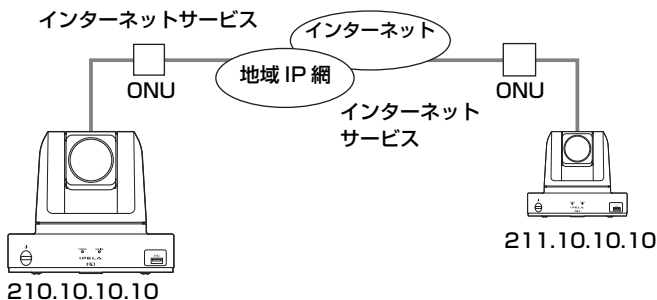 インターネットサービス
インターネット
地域 IP 網
ONU
ONU
インターネット
サービス
IPELA
210.10.10.10
211.10.10.10